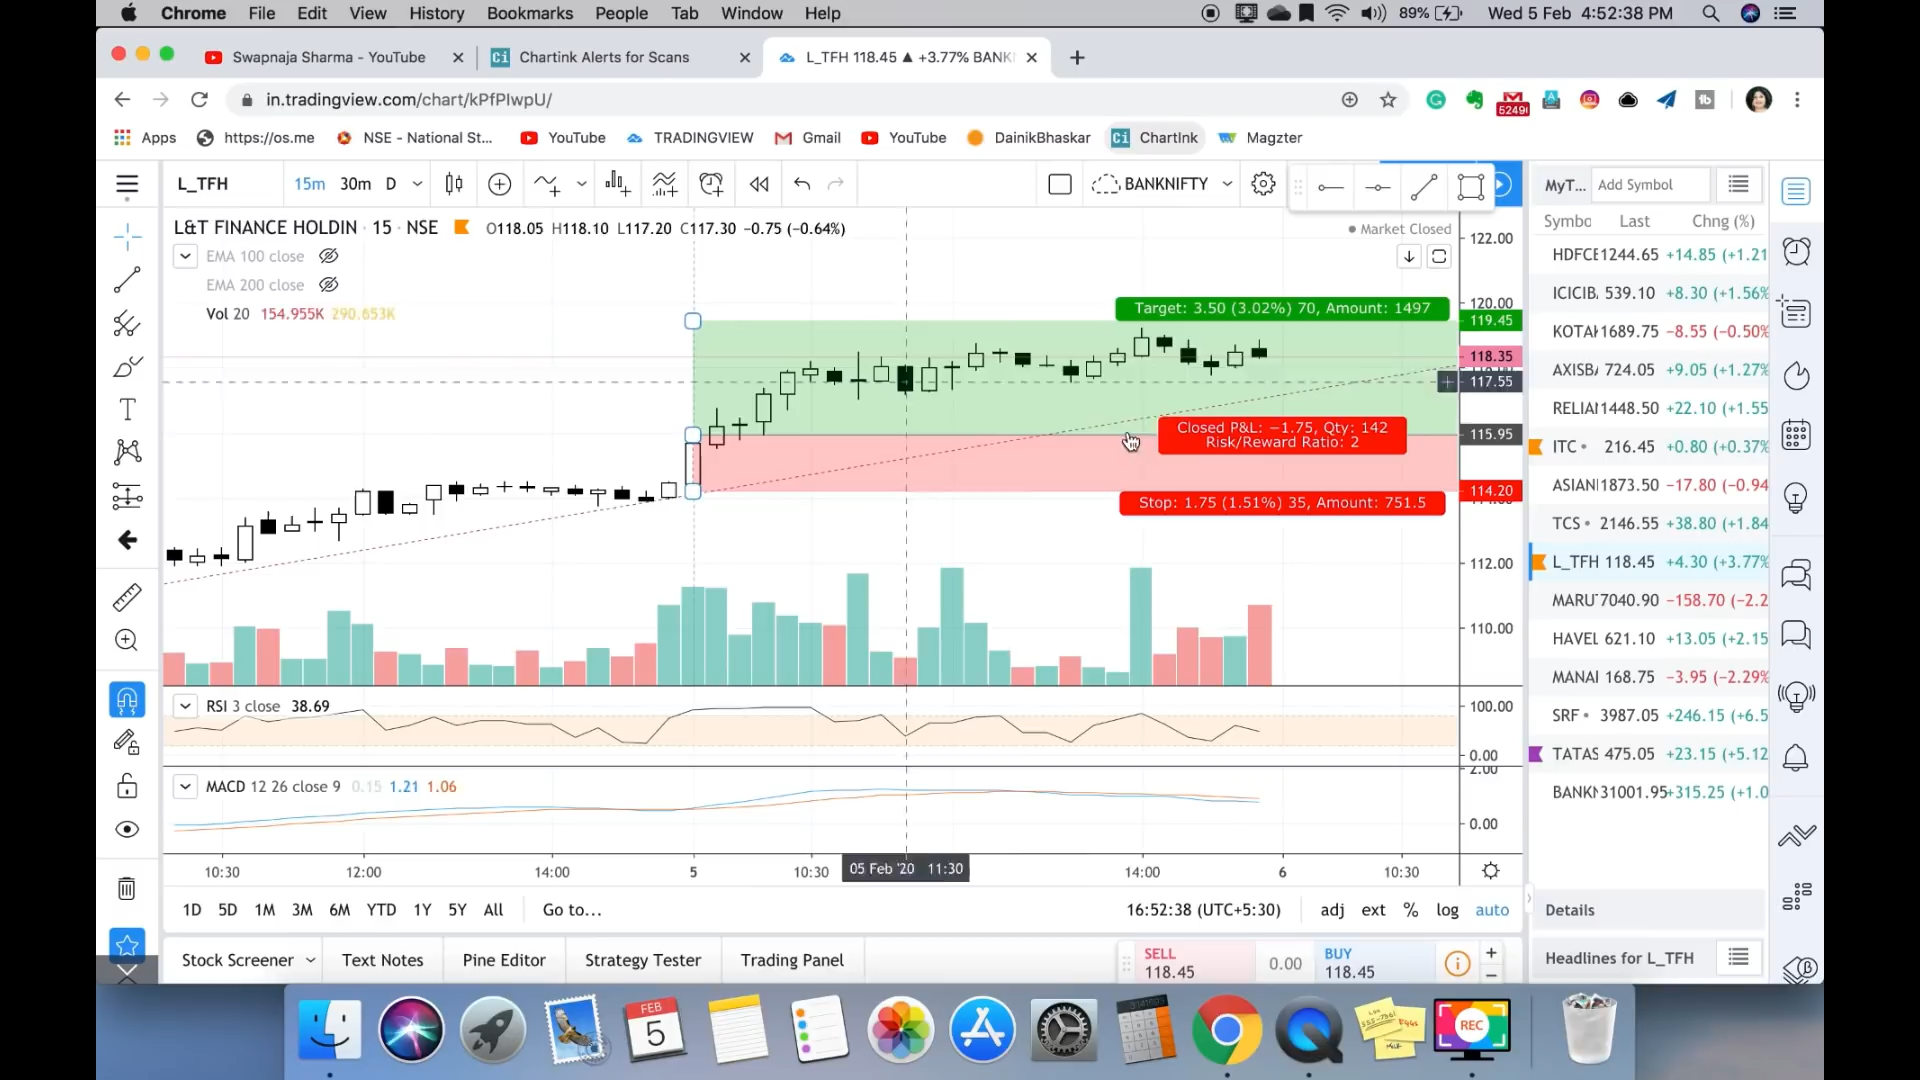 Chrome File Edit View History Bookmarks People Tab Window Help
89% Wed 5 Feb 4:52:38 PM
Swapnaja Sharma - YouTube
Chartink Alerts for Scans
L_TFH 118.45 ▲ +3.77% BANKN
in.tradingview.com/chart/kPfPIwpU/
Apps https://os.me NSE - National St... YouTube TRADINGVIEW Gmail YouTube DainikBhaskar ChartInk Magzter
L_TFH 15m 30m D BANKNIFTY
L&T FINANCE HOLDIN · 15 · NSE O118.05 H118.10 L117.20 C117.30 −0.75 (−0.64%)
Market Closed
EMA 100 close
EMA 200 close
Vol 20 154.955K 290.653K
Target: 3.50 (3.02%) 70, Amount: 1497
Closed P&L: −1.75, Qty: 142
Risk/Reward Ratio: 2
Stop: 1.75 (1.51%) 35, Amount: 751.5
122.00
120.00
119.45
118.35
117.55
115.95
114.20
112.00
110.00
RSI 3 close 38.69
100.00
0.00
MACD 12 26 close 9 0.15 1.21 1.06
2.00
0.00
10:30 12:00 14:00 5 10:30 05 Feb '20 11:30 14:00 6 10:30
1D 5D 1M 3M 6M YTD 1Y 5Y All Go to...
16:52:38 (UTC+5:30) adj ext % log auto
Stock Screener Text Notes Pine Editor Strategy Tester Trading Panel
SELL
118.45
0.00
BUY
118.45
MyT... Add Symbol
Symbo Last Chng (%)
HDFCE 1244.65 +14.85 (+1.21
ICICIB, 539.10 +8.30 (+1.56%
KOTAK 1689.75 −8.55 (−0.50%
AXISB, 724.05 +9.05 (+1.27%
RELIAN 1448.50 +22.10 (+1.55
ITC 216.45 +0.80 (+0.37%
ASIANI 1873.50 −17.80 (−0.94
TCS 2146.55 +38.80 (+1.84
L_TFH 118.45 +4.30 (+3.77%
MARU 7040.90 −158.70 (−2.2
HAVEL 621.10 +13.05 (+2.15
MANAI 168.75 −3.95 (−2.29%
SRF 3987.05 +246.15 (+6.5
TATAS 475.05 +23.15 (+5.12
BANKN 31001.95 +315.25 (+1.0
Details
Headlines for L_TFH
FEB
5
REC